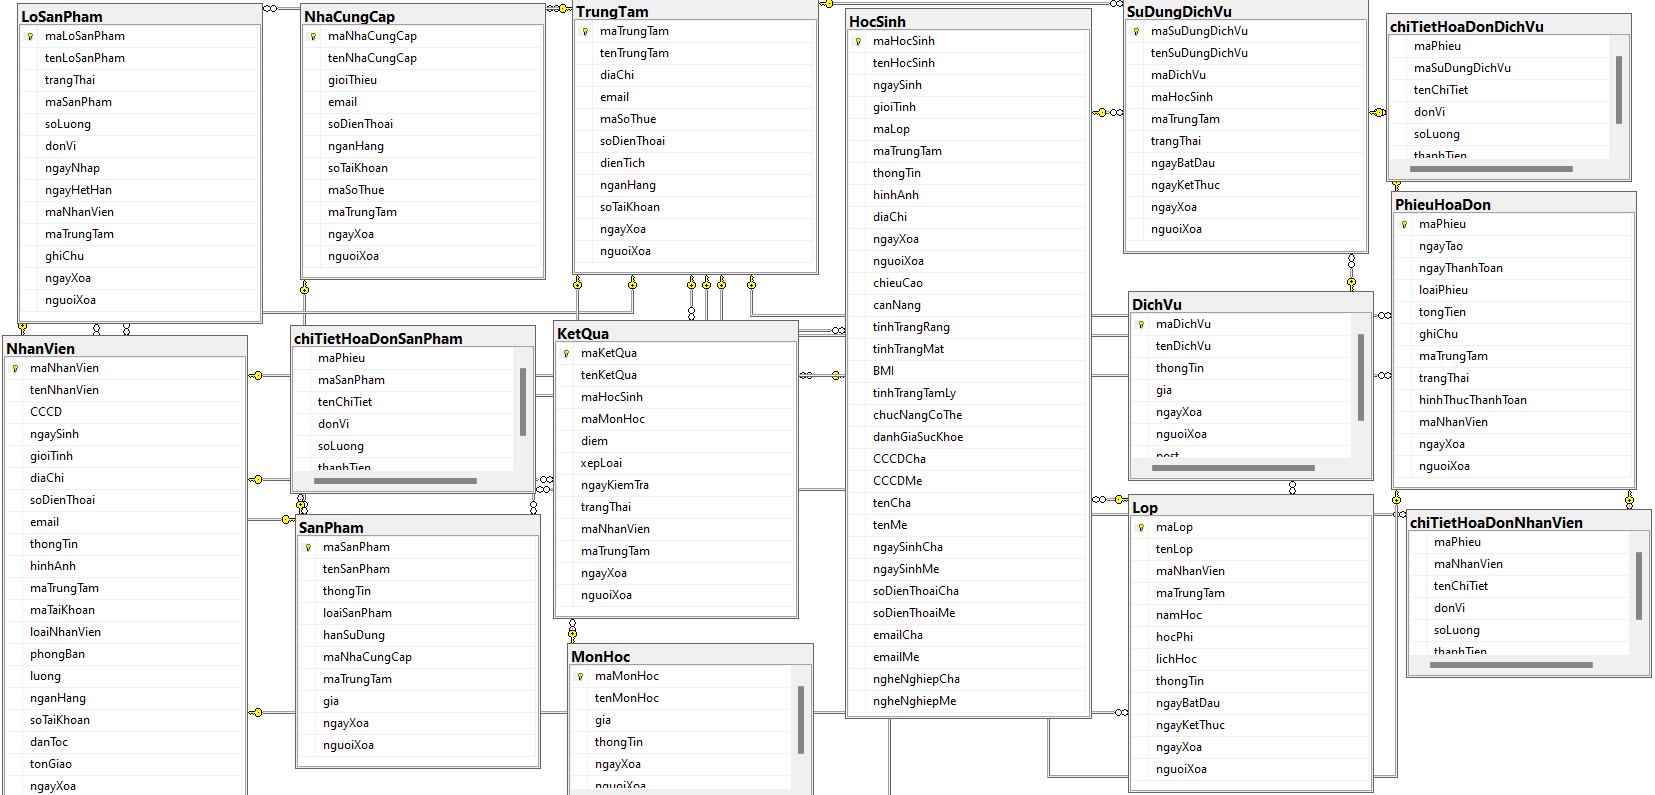 LoSanPham
maLoSanPham
tenLoSanPham
trangThai
maSanPham
soLuong
donVi
ngayNhap
ngayHetHan
maNhanVien
maTrungTam
ghiChu
ngayXoa
nguoiXoa
NhaCungCap
maNhaCungCap
tenNhaCungCap
gioiThieu
email
soDienThoai
nganHang
soTaiKhoan
maSoThue
maTrungTam
ngayXoa
nguoiXoa
TrungTam
maTrungTam
tenTrungTam
diaChi
email
maSoThue
soDienThoai
dienTich
nganHang
soTaiKhoan
ngayXoa
nguoiXoa
HocSinh
maHocSinh
tenHocSinh
ngaySinh
gioiTinh
maLop
maTrungTam
thongTin
hinhAnh
diaChi
ngayXoa
nguoiXoa
chieuCao
canNang
tinhTrangRang
tinhTrangMat
BMI
tinhTrangTamLy
chucNangCoThe
danhGiaSucKhoe
CCCDCha
CCCDMe
tenCha
tenMe
ngaySinhCha
ngaySinhMe
soDienThoaiCha
soDienThoaiMe
emailCha
emailMe
ngheNghiepCha
ngheNghiepMe
SuDungDichVu
maSuDungDichVu
tenSuDungDichVu
maDichVu
maHocSinh
maTrungTam
trangThai
ngayBatDau
ngayKetThuc
ngayXoa
nguoiXoa
chiTietHoaDonDichVu
maPhieu
maSuDungDichVu
tenChiTiet
donVi
soLuong
thanhTien
PhieuHoaDon
maPhieu
ngayTao
ngayThanhToan
loaiPhieu
tongTien
ghiChu
maTrungTam
trangThai
hinhThucThanhToan
maNhanVien
ngayXoa
nguoiXoa
NhanVien
maNhanVien
tenNhanVien
CCCD
ngaySinh
gioiTinh
diaChi
soDienThoai
email
thongTin
hinhAnh
maTrungTam
maTaiKhoan
loaiNhanVien
phongBan
luong
nganHang
soTaiKhoan
danToc
tonGiao
ngayXoa
chiTietHoaDonSanPham
maPhieu
maSanPham
tenChiTiet
donVi
soLuong
thanhTien
SanPham
maSanPham
tenSanPham
thongTin
loaiSanPham
hanSuDung
maNhaCungCap
maTrungTam
gia
ngayXoa
nguoiXoa
KetQua
maKetQua
tenKetQua
maHocSinh
maMonHoc
diem
xepLoai
ngayKiemTra
trangThai
maNhanVien
maTrungTam
ngayXoa
nguoiXoa
MonHoc
maMonHoc
tenMonHoc
gia
thongTin
ngayXoa
nguoiXoa
DichVu
maDichVu
tenDichVu
thongTin
gia
ngayXoa
nguoiXoa
Lop
maLop
tenLop
maNhanVien
maTrungTam
namHoc
hocPhi
lichHoc
thongTin
ngayBatDau
ngayKetThuc
ngayXoa
nguoiXoa
chiTietHoaDonNhanVien
maPhieu
maNhanVien
tenChiTiet
donVi
soLuong
thanhTien